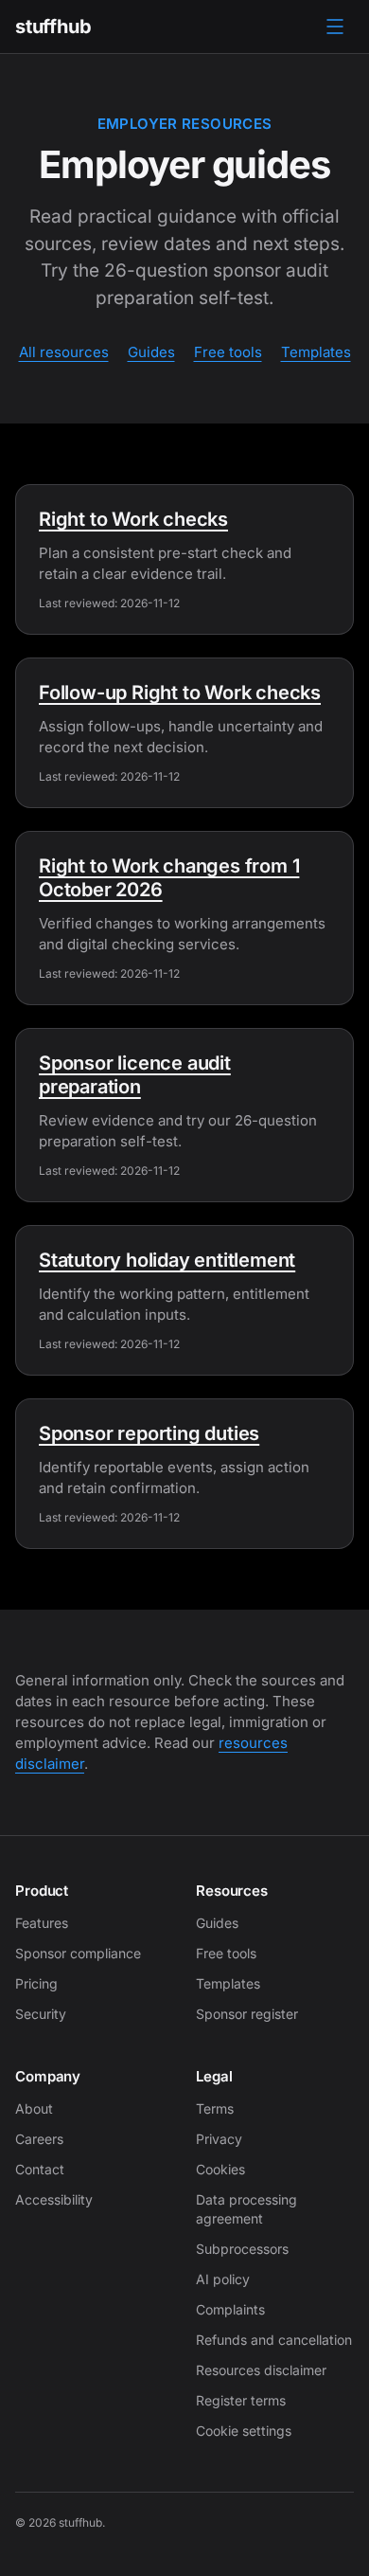 stuffhub
EMPLOYER RESOURCES
Employer guides
Read practical guidance with official
sources, review dates and next steps.
Try the 26-question sponsor audit
preparation self-test.
All resources Guides Free tools Templates
Right to Work checks
Plan a consistent pre-start check and
retain a clear evidence trail.
Last reviewed: 2026-11-12
Follow-up Right to Work checks
Assign follow-ups, handle uncertainty and
record the next decision.
Last reviewed: 2026-11-12
Right to Work changes from 1
October 2026
Verified changes to working arrangements
and digital checking services.
Last reviewed: 2026-11-12
Sponsor licence audit
preparation
Review evidence and try our 26-question
preparation self-test.
Last reviewed: 2026-11-12
Statutory holiday entitlement
Identify the working pattern, entitlement
and calculation inputs.
Last reviewed: 2026-11-12
Sponsor reporting duties
Identify reportable events, assign action
and retain confirmation.
Last reviewed: 2026-11-12
General information only. Check the sources and
dates in each resource before acting. These
resources do not replace legal, immigration or
employment advice. Read our resources
disclaimer.
Product
Features
Sponsor compliance
Pricing
Security
Resources
Guides
Free tools
Templates
Sponsor register
Company
About
Careers
Contact
Accessibility
Legal
Terms
Privacy
Cookies
Data processing
agreement
Subprocessors
AI policy
Complaints
Refunds and cancellation
Resources disclaimer
Register terms
Cookie settings
© 2026 stuffhub.